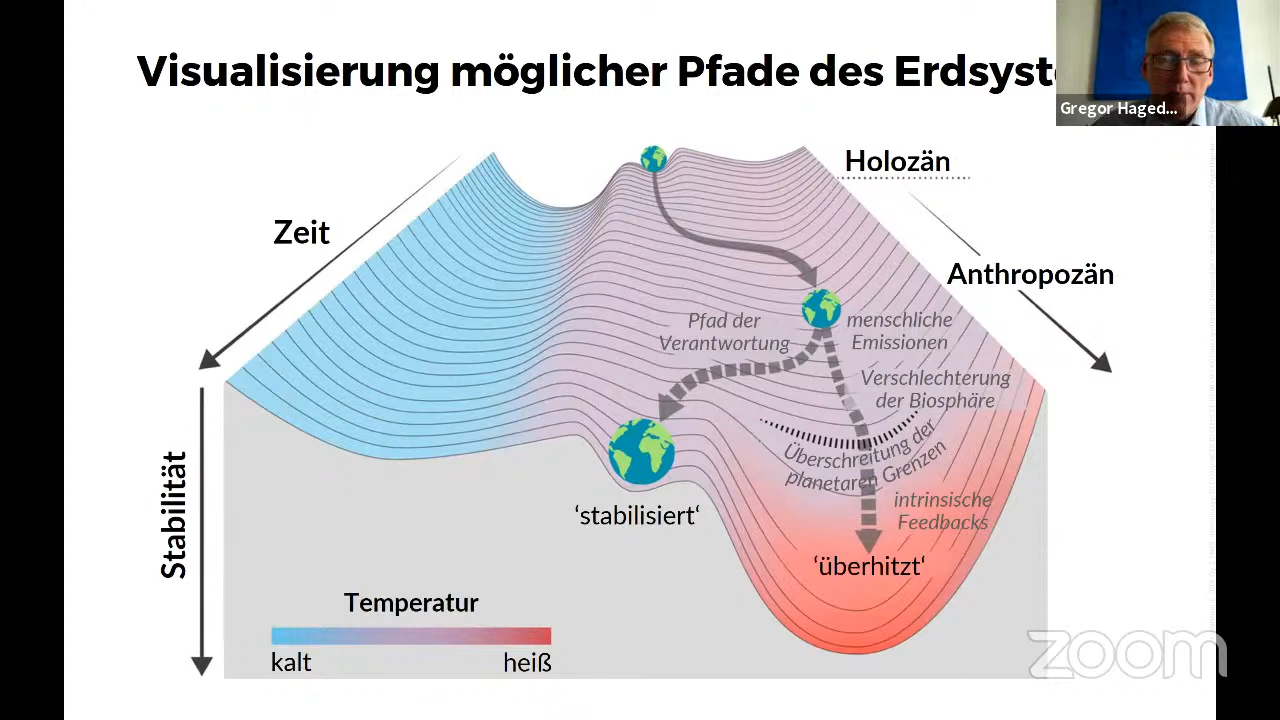 Visualisierung möglicher Pfade des Erdsyst
Gregor Haged...
Holozän
Zeit
Anthropozän
Pfad der
Verantwortung
menschliche
Emissionen
Verschlechterung
der Biosphäre
Überschreitung der
planetaren Grenzen
intrinsische
Feedbacks
Stabilität
‘stabilisiert‘
‘überhitzt‘
Temperatur
kalt
heiß
zoom